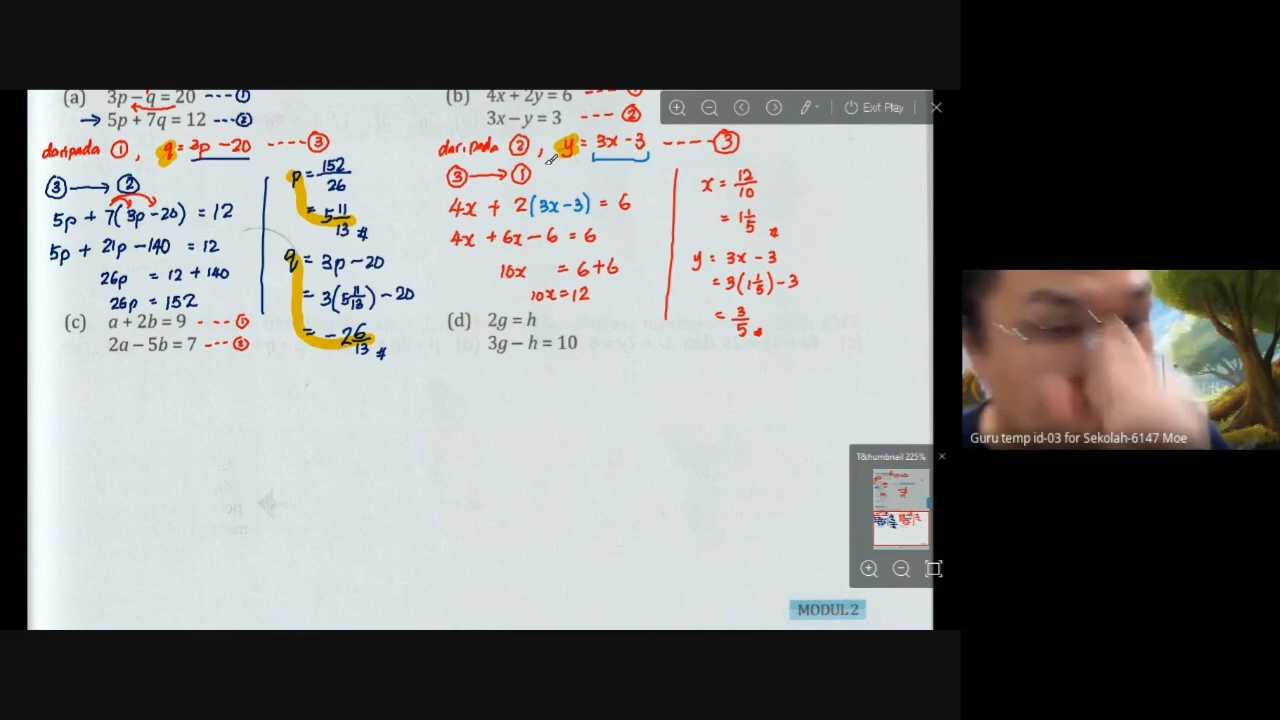 (a) 3p − q = 20 ---①
→ 5p + 7q = 12 ---②
daripada ①, q = 3p − 20 ----③
③ → ②
5p + 7(3p − 20) = 12
5p + 21p − 140 = 12
26p = 12 + 140
26p = 152
p = 152/26
= 5 11/13 #
q = 3p − 20
= 3(5 11/13) − 20
= − 26/13 #
(b) 4x + 2y = 6 ---①
3x − y = 3 ---②
daripada ②, y = 3x − 3 ----③
③ → ①
4x + 2(3x − 3) = 6
4x + 6x − 6 = 6
10x = 6 + 6
10x = 12
x = 12/10
= 1 1/5 #
y = 3x − 3
= 3(1 1/5) − 3
= 3/5 #
(c) a + 2b = 9 ---①
2a − 5b = 7 ---②
(d) 2g = h
3g − h = 10
MODUL 2
Exit Play
T&humbnail 225%
Guru temp id-03 for Sekolah-6147 Moe